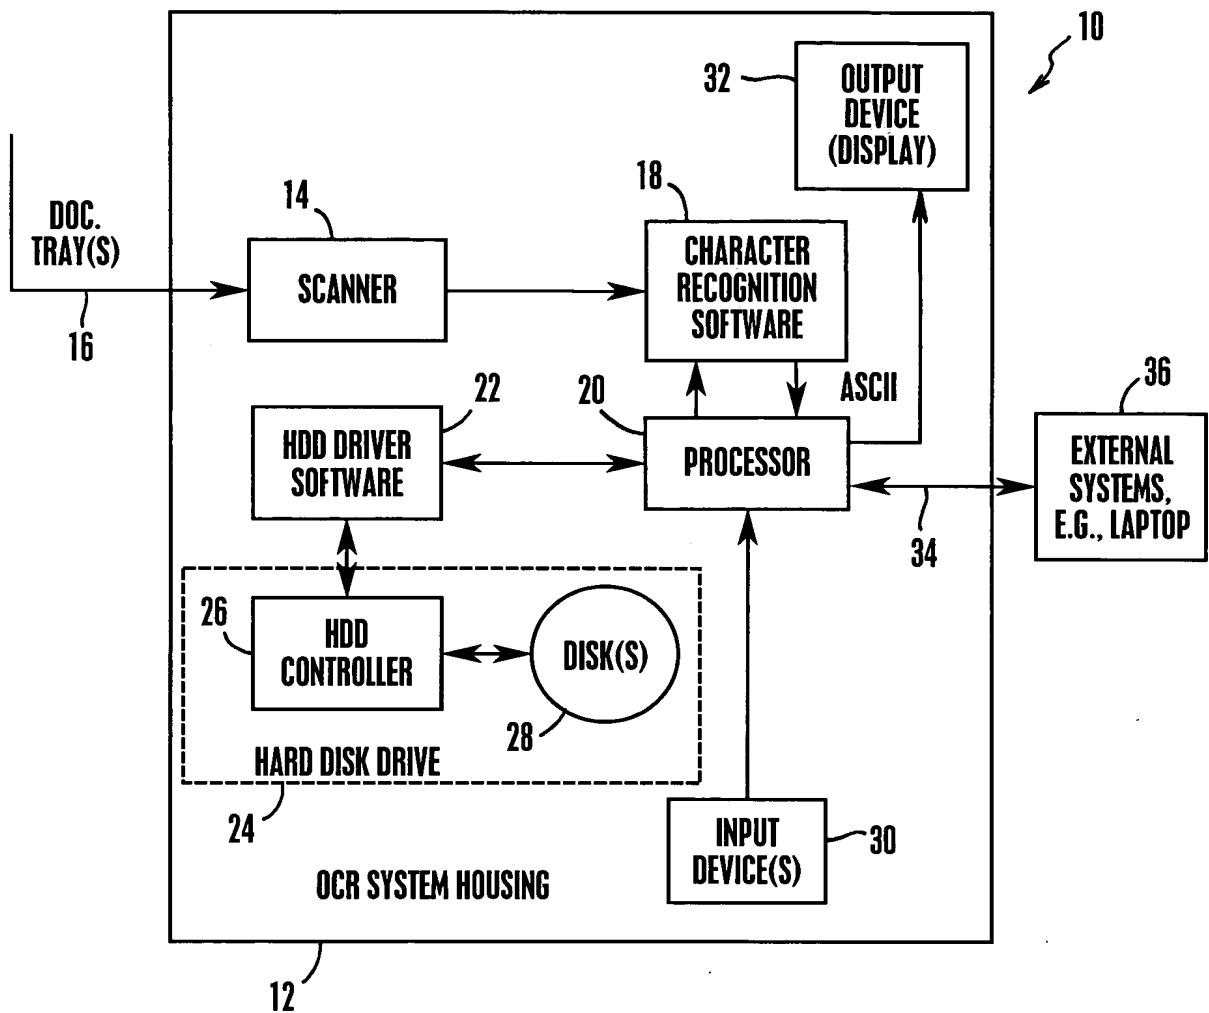 10
32
OUTPUT
DEVICE
(DISPLAY)
18
14
DOC.
TRAY(S)
CHARACTER
RECOGNITION
SOFTWARE
SCANNER
16
36
22
20
ASCII
HDD DRIVER
SOFTWARE
PROCESSOR
EXTERNAL
SYSTEMS,
E.G., LAPTOP
34
26
HDD
CONTROLLER
DISK(S)
28
HARD DISK DRIVE
24
INPUT
DEVICE(S)
30
OCR SYSTEM HOUSING
12